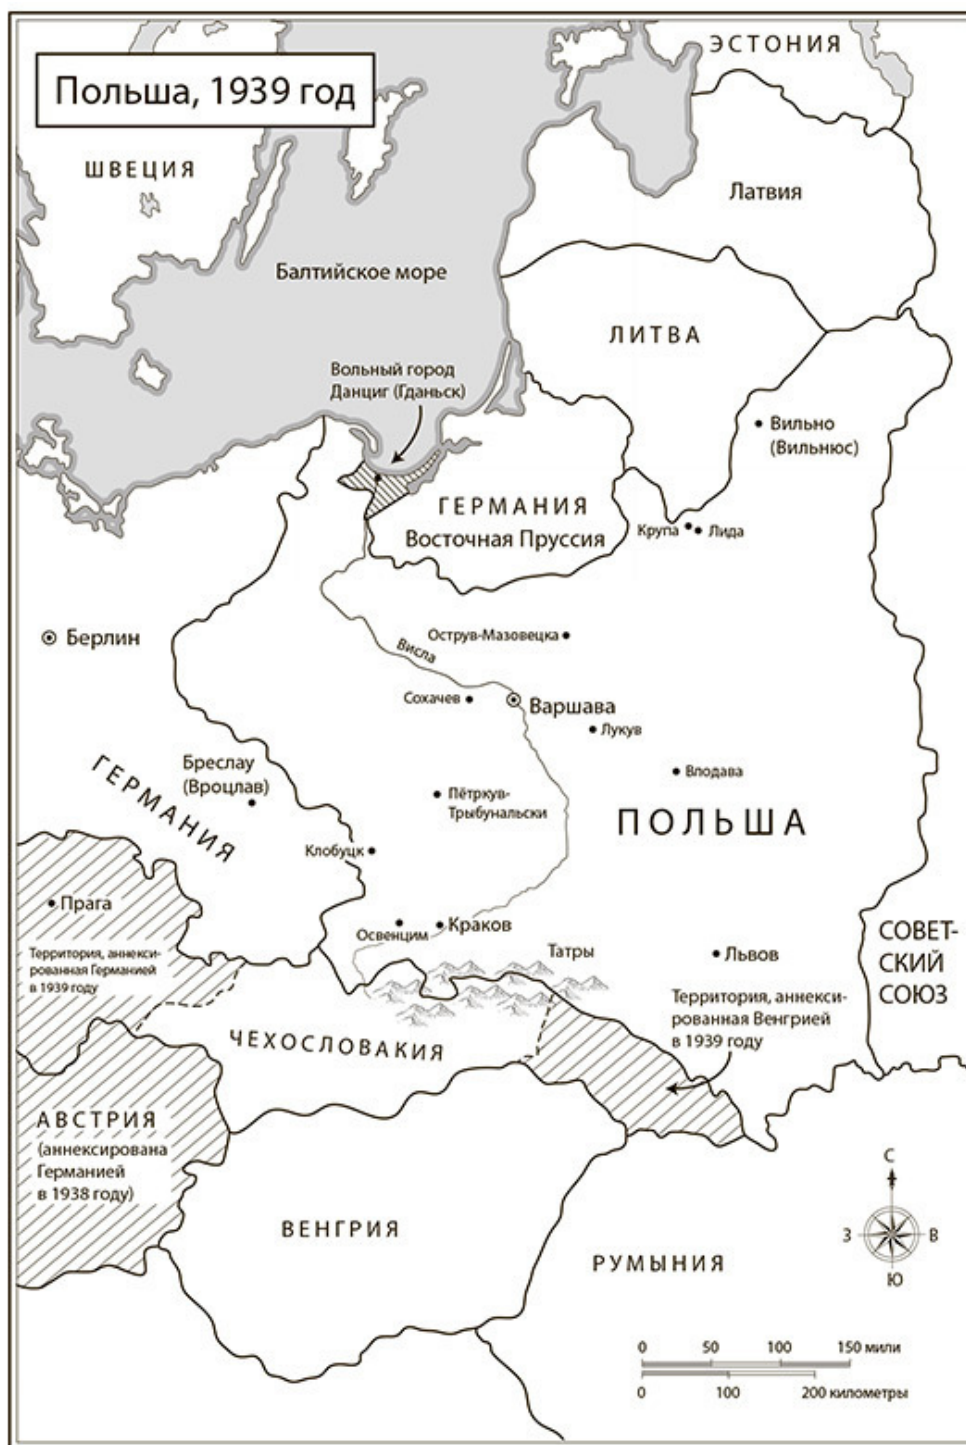 Польша, 1939 год
ЭСТОНИЯ
ШВЕЦИЯ
Латвия
Балтийское море
ЛИТВА
Вольный город
Данциг (Гданьск)
Вильно
(Вильнюс)
ГЕРМАНИЯ
Восточная Пруссия
Крупа
Лида
Берлин
Острув-Мазовецка
Висла
Сохачев
Варшава
Лукув
Бреслау
(Вроцлав)
ГЕРМАНИЯ
Влодава
Пётркув-
Трыбунальски
ПОЛЬША
Клобуцк
Прага
Освенцим
Краков
СОВЕТ-
СКИЙ
СОЮЗ
Территория, аннекси-
рованная Германией
в 1939 году
Татры
Львов
Территория, аннекси-
рованная Венгрией
в 1939 году
ЧЕХОСЛОВАКИЯ
АВСТРИЯ
(аннексирована
Германией
в 1938 году)
ВЕНГРИЯ
РУМЫНИЯ
С
З
В
Ю
0 50 100 150 мили
0 100 200 километры